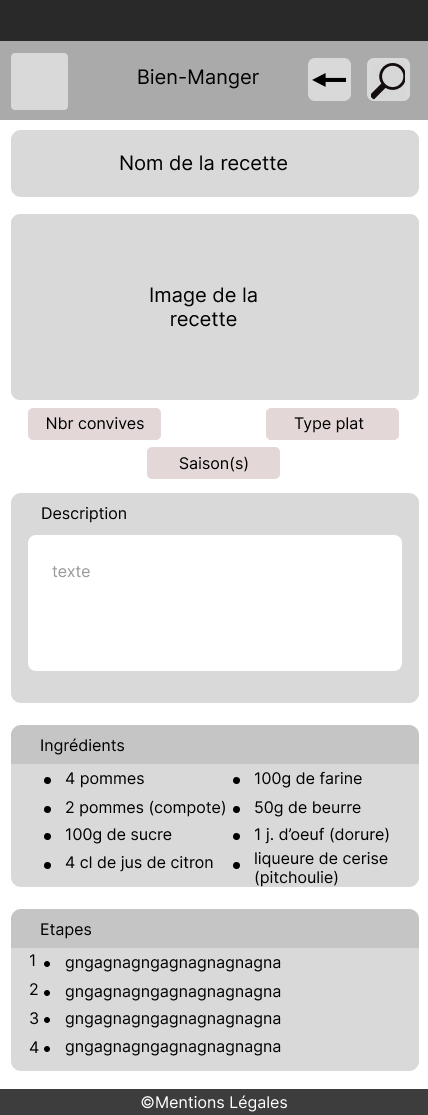 Bien-Manger
Nom de la recette
Image de la
recette
Nbr convives
Type plat
Saison(s)
Description
texte
Ingrédients
4 pommes
2 pommes (compote)
100g de sucre
4 cl de jus de citron
100g de farine
50g de beurre
1 j. d’oeuf (dorure)
liqueure de cerise
(pitchoulie)
Etapes
1 • gngagnagngagnagnagnagna
2 • gngagnagngagnagnagnagna
3 • gngagnagngagnagnagnagna
4 • gngagnagngagnagnagnagna
©Mentions Légales